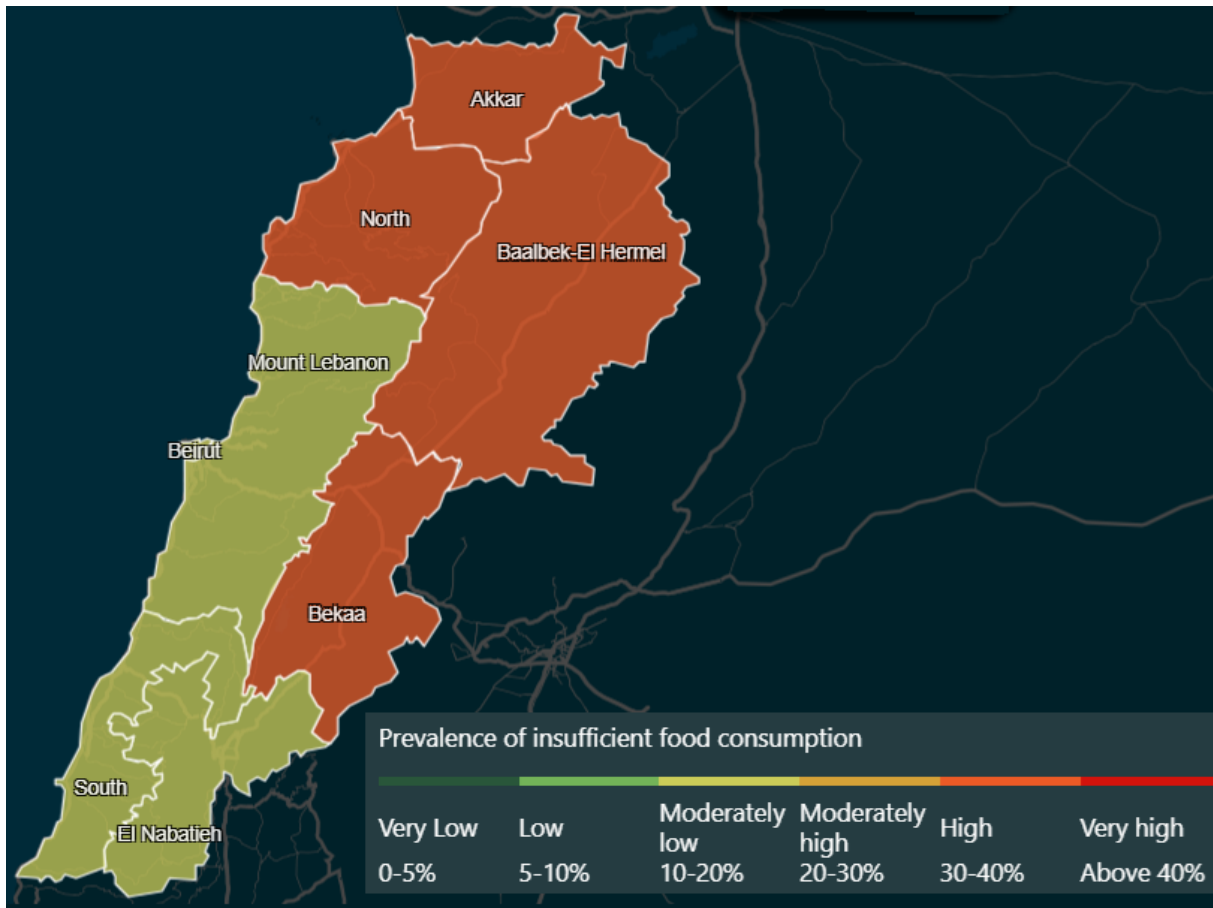 Akkar
North
Baalbek-El Hermel
Mount Lebanon
Beirut
Bekaa
South
El Nabatieh
Prevalence of insufficient food consumption
Very Low
0-5%
Low
5-10%
Moderately
low
10-20%
Moderately
high
20-30%
High
30-40%
Very high
Above 40%